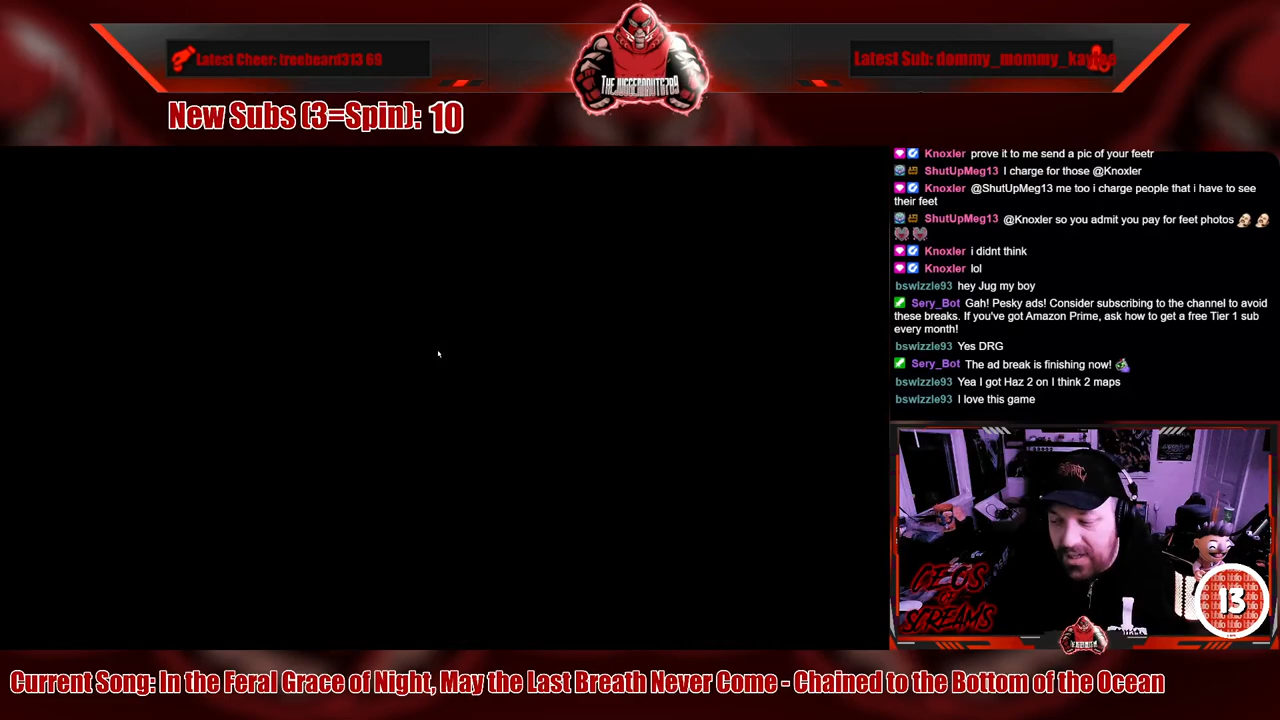 Latest Cheer: treebeard313 69
THEJUGGERNAUT6789
Latest Sub: dommy_mommy_kay
New Subs (3=Spin): 10
Knoxler prove it to me send a pic of your feetr
ShutUpMeg13 I charge for those @Knoxler
Knoxler @ShutUpMeg13 me too i charge people that i have to see
their feet
ShutUpMeg13 @Knoxler so you admit you pay for feet photos
Knoxler i didnt think
Knoxler lol
bswizzle93 hey Jug my boy
Sery_Bot Gah! Pesky ads! Consider subscribing to the channel to avoid
these breaks. If you've got Amazon Prime, ask how to get a free Tier 1 sub
every month!
bswizzle93 Yes DRG
Sery_Bot The ad break is finishing now!
bswizzle93 Yea I got Haz 2 on I think 2 maps
bswizzle93 I love this game
OF
SCREAMS
13
Current Song: In the Feral Grace of Night, May the Last Breath Never Come - Chained to the Bottom of the Ocean